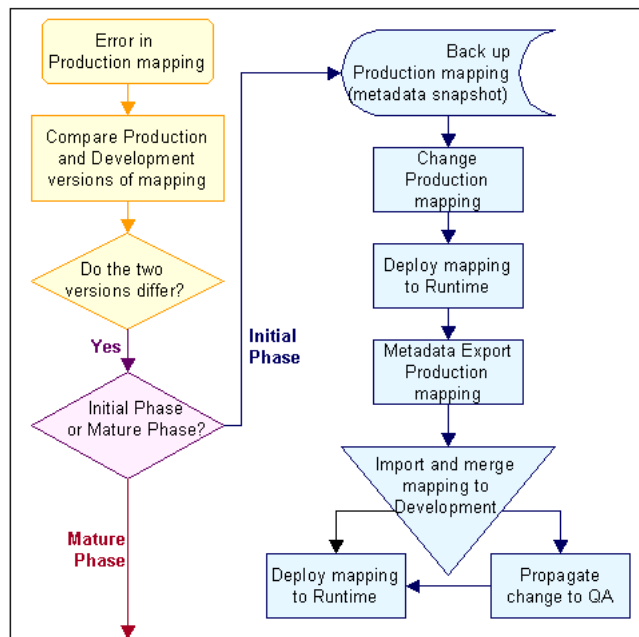 Error in
Production mapping
Compare Production
and Development
versions of mapping
Do the two
versions differ?
Yes
Initial Phase
or Mature Phase?
Mature
Phase
Initial
Phase
Back up
Production mapping
(metadata snapshot)
Change
Production
mapping
Deploy mapping
to Runtime
Metadata Export
Production
mapping
Import and merge
mapping to
Development
Deploy mapping
to Runtime
Propagate
change to QA